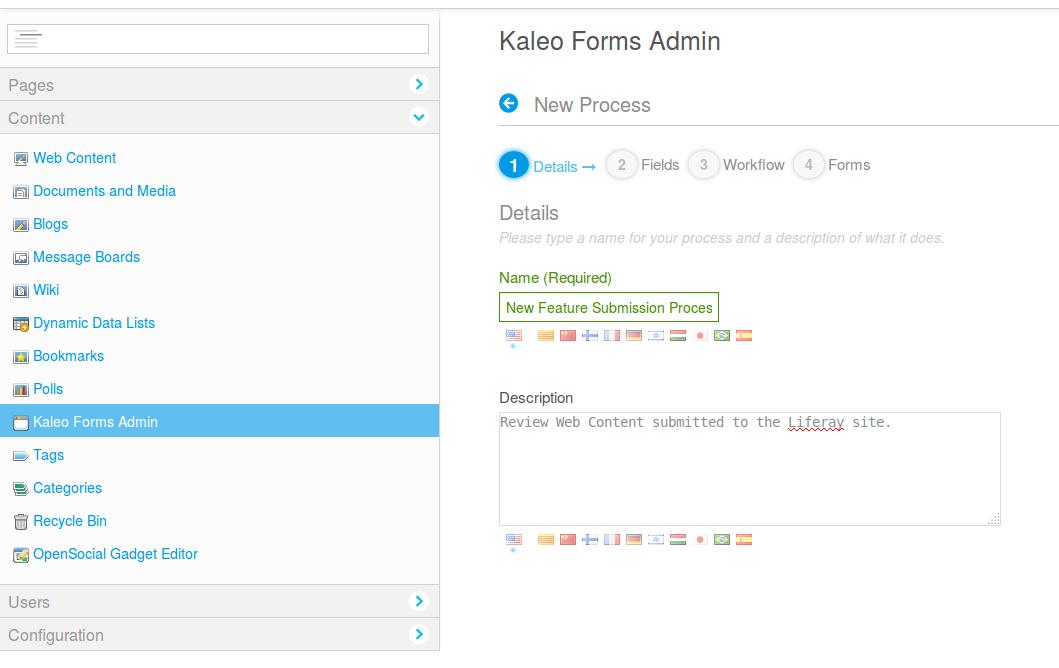 Pages
Content
Web Content
Documents and Media
Blogs
Message Boards
Wiki
Dynamic Data Lists
Bookmarks
Polls
Kaleo Forms Admin
Tags
Categories
Recycle Bin
OpenSocial Gadget Editor
Users
Configuration
Kaleo Forms Admin
New Process
1 Details → 2 Fields 3 Workflow 4 Forms
Details
Please type a name for your process and a description of what it does.
Name (Required)
New Feature Submission Proces
Description
Review Web Content submitted to the Liferay site.